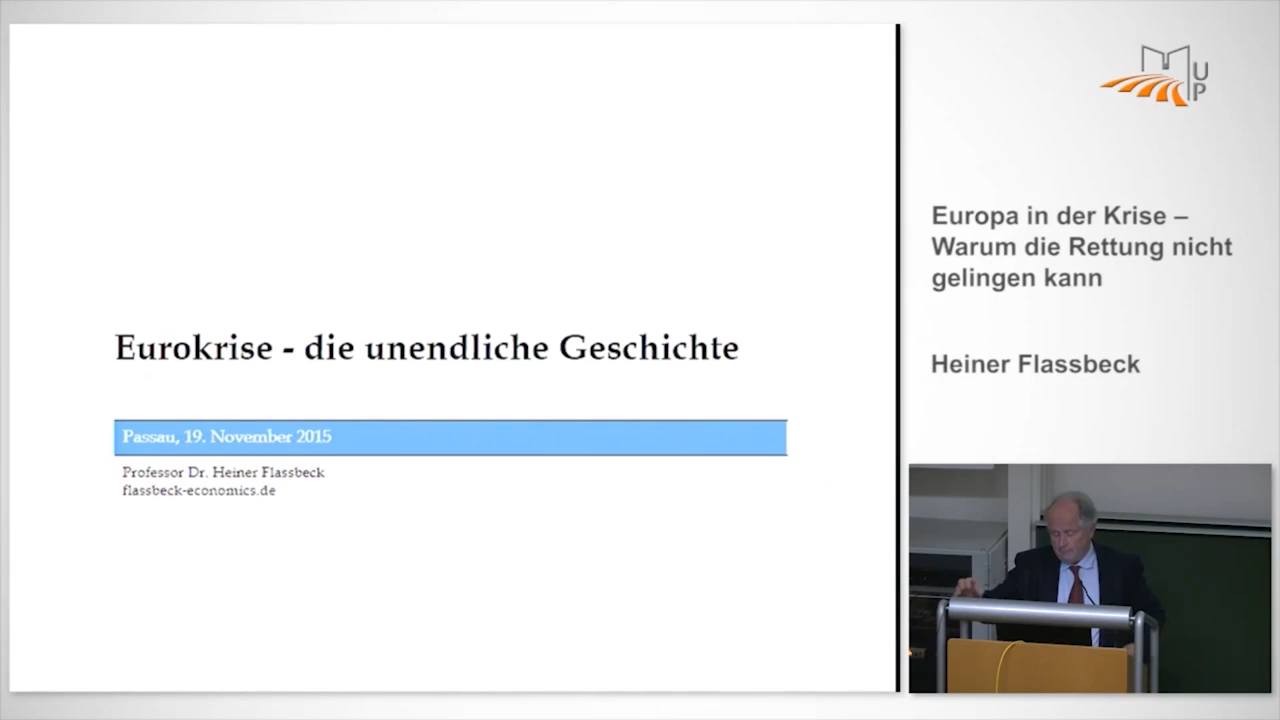 Eurokrise - die unendliche Geschichte
Passau, 19. November 2015
Professor Dr. Heiner Flassbeck
flassbeck-economics.de
M
U
P
Europa in der Krise –
Warum die Rettung nicht
gelingen kann
Heiner Flassbeck